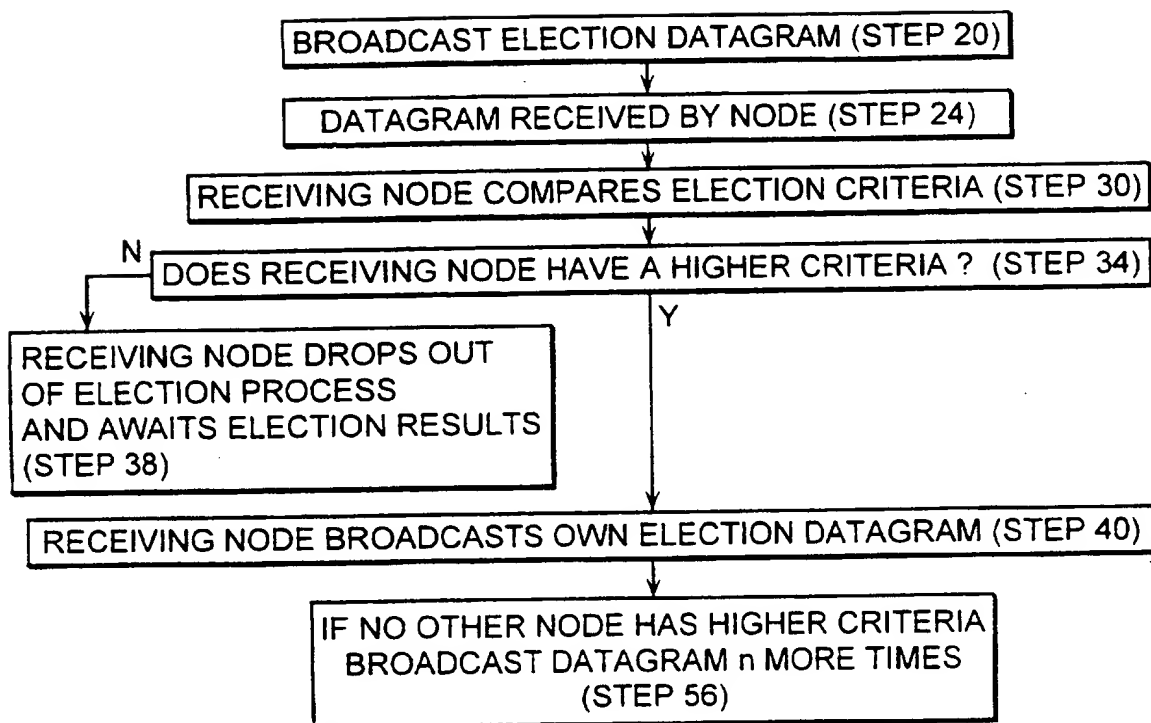 BROADCAST ELECTION DATAGRAM (STEP 20)
DATAGRAM RECEIVED BY NODE (STEP 24)
RECEIVING NODE COMPARES ELECTION CRITERIA (STEP 30)
N
DOES RECEIVING NODE HAVE A HIGHER CRITERIA ? (STEP 34)
Y
RECEIVING NODE DROPS OUT
OF ELECTION PROCESS
AND AWAITS ELECTION RESULTS
(STEP 38)
RECEIVING NODE BROADCASTS OWN ELECTION DATAGRAM (STEP 40)
IF NO OTHER NODE HAS HIGHER CRITERIA
BROADCAST DATAGRAM n MORE TIMES
(STEP 56)